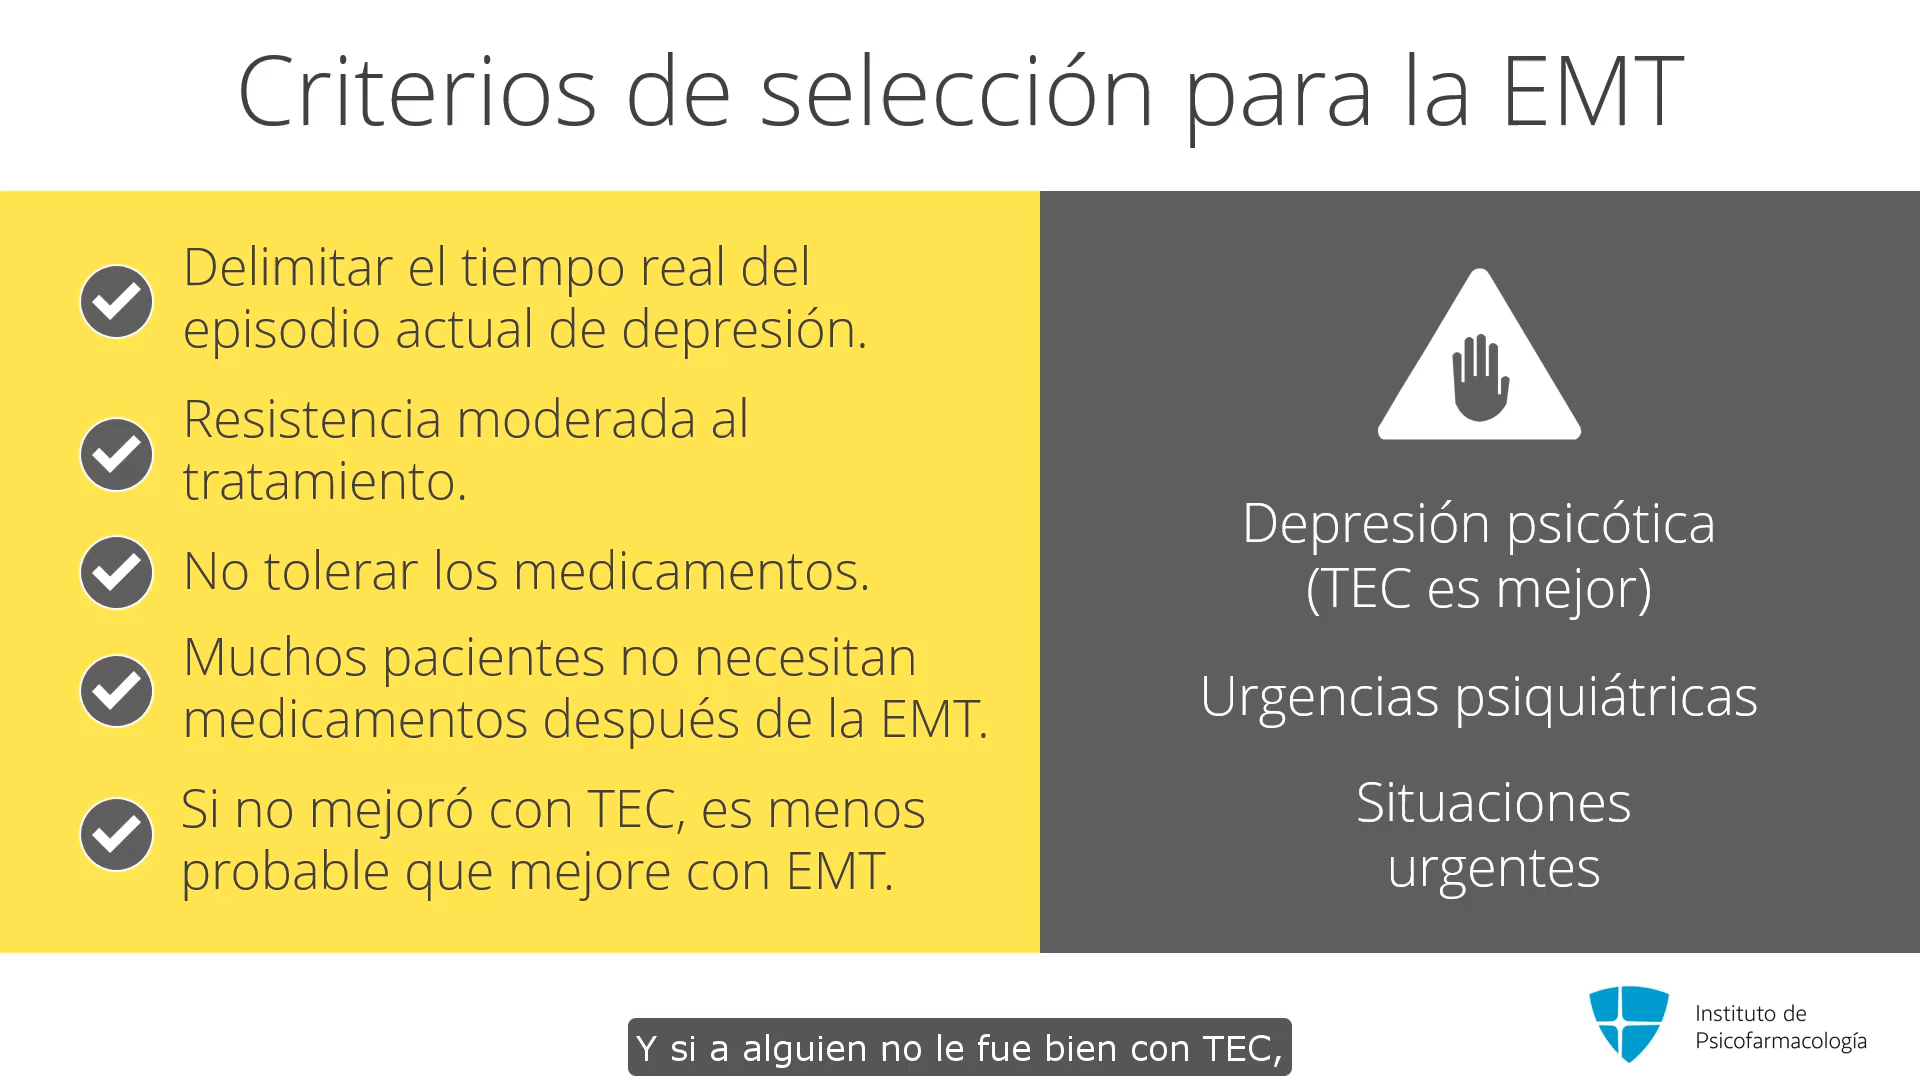 Criterios de selección para la EMT
Delimitar el tiempo real del
episodio actual de depresión.
Resistencia moderada al
tratamiento.
No tolerar los medicamentos.
Muchos pacientes no necesitan
medicamentos después de la EMT.
Si no mejoró con TEC, es menos
probable que mejore con EMT.
Depresión psicótica
(TEC es mejor)
Urgencias psiquiátricas
Situaciones
urgentes
Instituto de
Psicofarmacología
Y si a alguien no le fue bien con TEC,